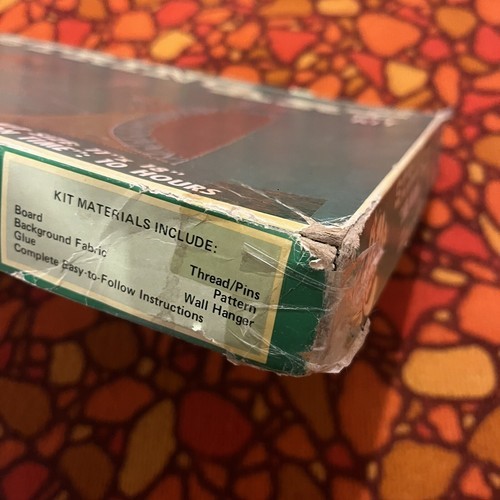 TIME: 10 HOURS
KIT MATERIALS INCLUDE:
Board
Background Fabric
Glue
Complete Easy-to-Follow Instructions
Thread/Pins
Pattern
Wall Hanger